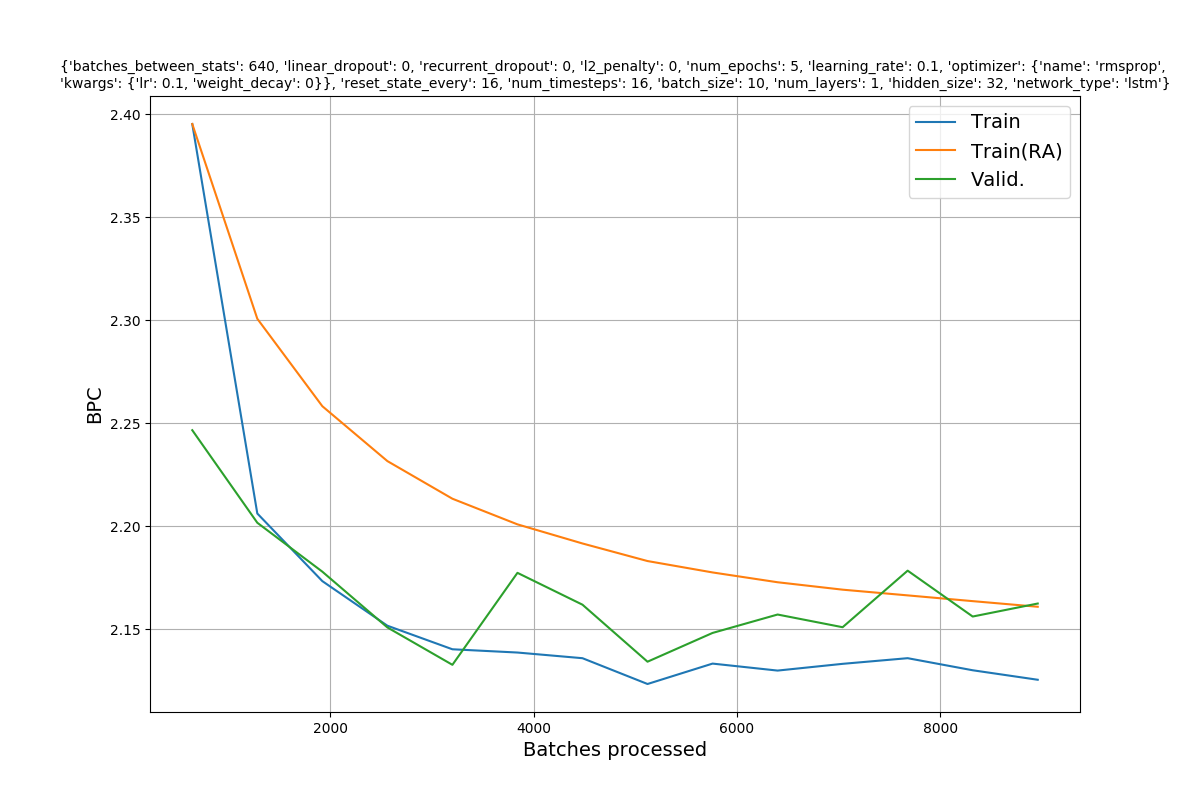 {'batches_between_stats': 640, 'linear_dropout': 0, 'recurrent_dropout': 0, 'l2_penalty': 0, 'num_epochs': 5, 'learning_rate': 0.1, 'optimizer': {'name': 'rmsprop',
'kwargs': {'lr': 0.1, 'weight_decay': 0}}, 'reset_state_every': 16, 'num_timesteps': 16, 'batch_size': 10, 'num_layers': 1, 'hidden_size': 32, 'network_type': 'lstm'}
Train
Train(RA)
Valid.
BPC
2.40
2.35
2.30
2.25
2.20
2.15
2000 4000 6000 8000
Batches processed